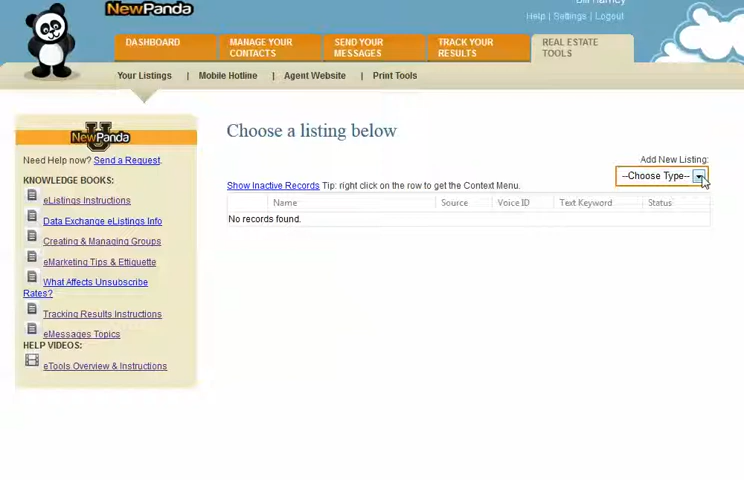 NewPanda
Bill Harney
Help | Settings | Logout
DASHBOARD
MANAGE YOUR CONTACTS
SEND YOUR MESSAGES
TRACK YOUR RESULTS
REAL ESTATE TOOLS
Your Listings | Mobile Hotline | Agent Website | Print Tools
U
NewPanda
Need Help now? Send a Request.
KNOWLEDGE BOOKS:
eListings Instructions
Data Exchange eListings Info
Creating & Managing Groups
eMarketing Tips & Ettiquette
What Affects Unsubscribe
Rates?
Tracking Results Instructions
eMessages Topics
HELP VIDEOS:
eTools Overview & Instructions
Choose a listing below
Add New Listing:
--Choose Type--
Show Inactive Records Tip: right click on the row to get the Context Menu.
Name Source Voice ID Text Keyword Status
No records found.